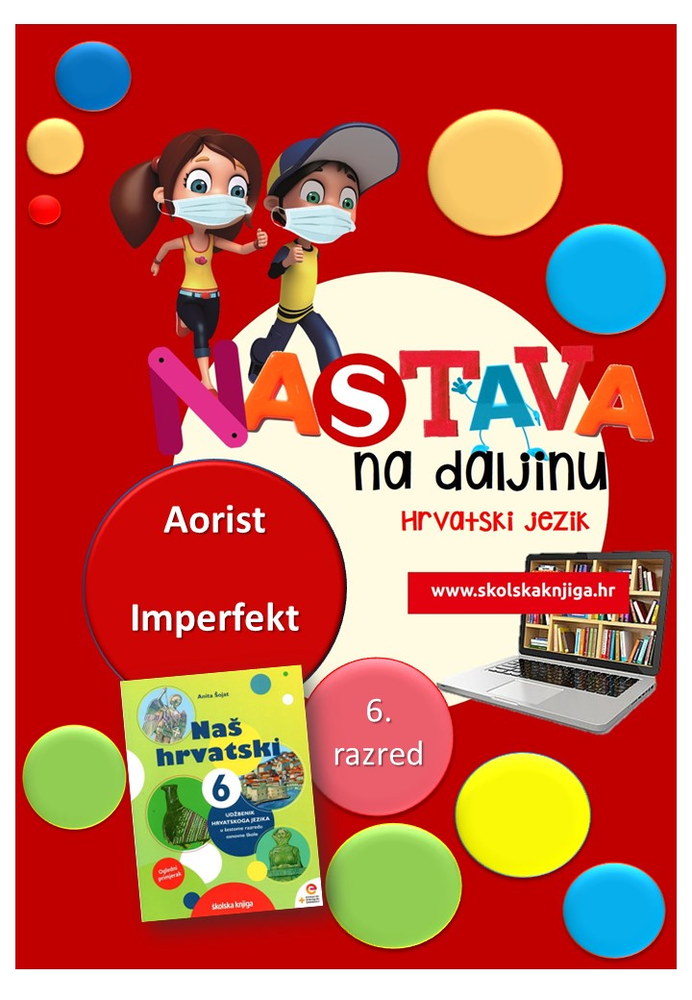 NASTAVA
na daljinu
Hrvatski jezik
Aorist
Imperfekt
www.skolskaknjiga.hr
6.
razred
Anita Šojat
Naš
hrvatski
6
UDŽBENIK
HRVATSKOGA JEZIKA
u šestome razredu
osnovne škole
Ogledni
primjerak
školska knjiga
e